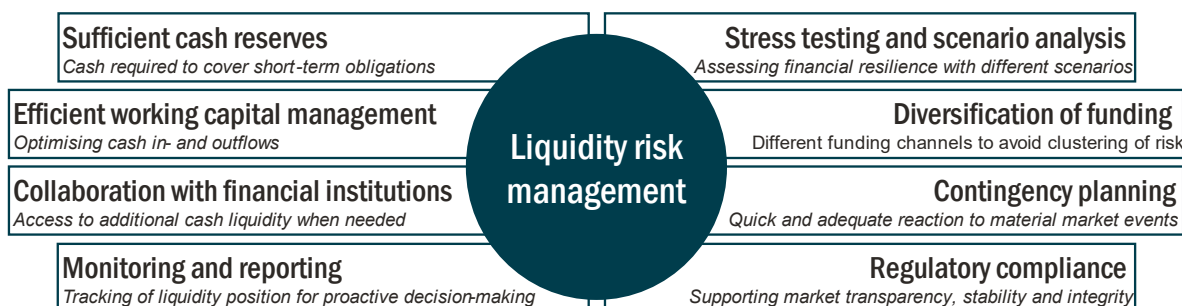 Sufficient cash reserves
Cash required to cover short-term obligations
Efficient working capital management
Optimising cash in- and outflows
Collaboration with financial institutions
Access to additional cash liquidity when needed
Monitoring and reporting
Tracking of liquidity position for proactive decision-making
Liquidity risk
management
Stress testing and scenario analysis
Assessing financial resilience with different scenarios
Diversification of funding
Different funding channels to avoid clustering of risk
Contingency planning
Quick and adequate reaction to material market events
Regulatory compliance
Supporting market transparency, stability and integrity